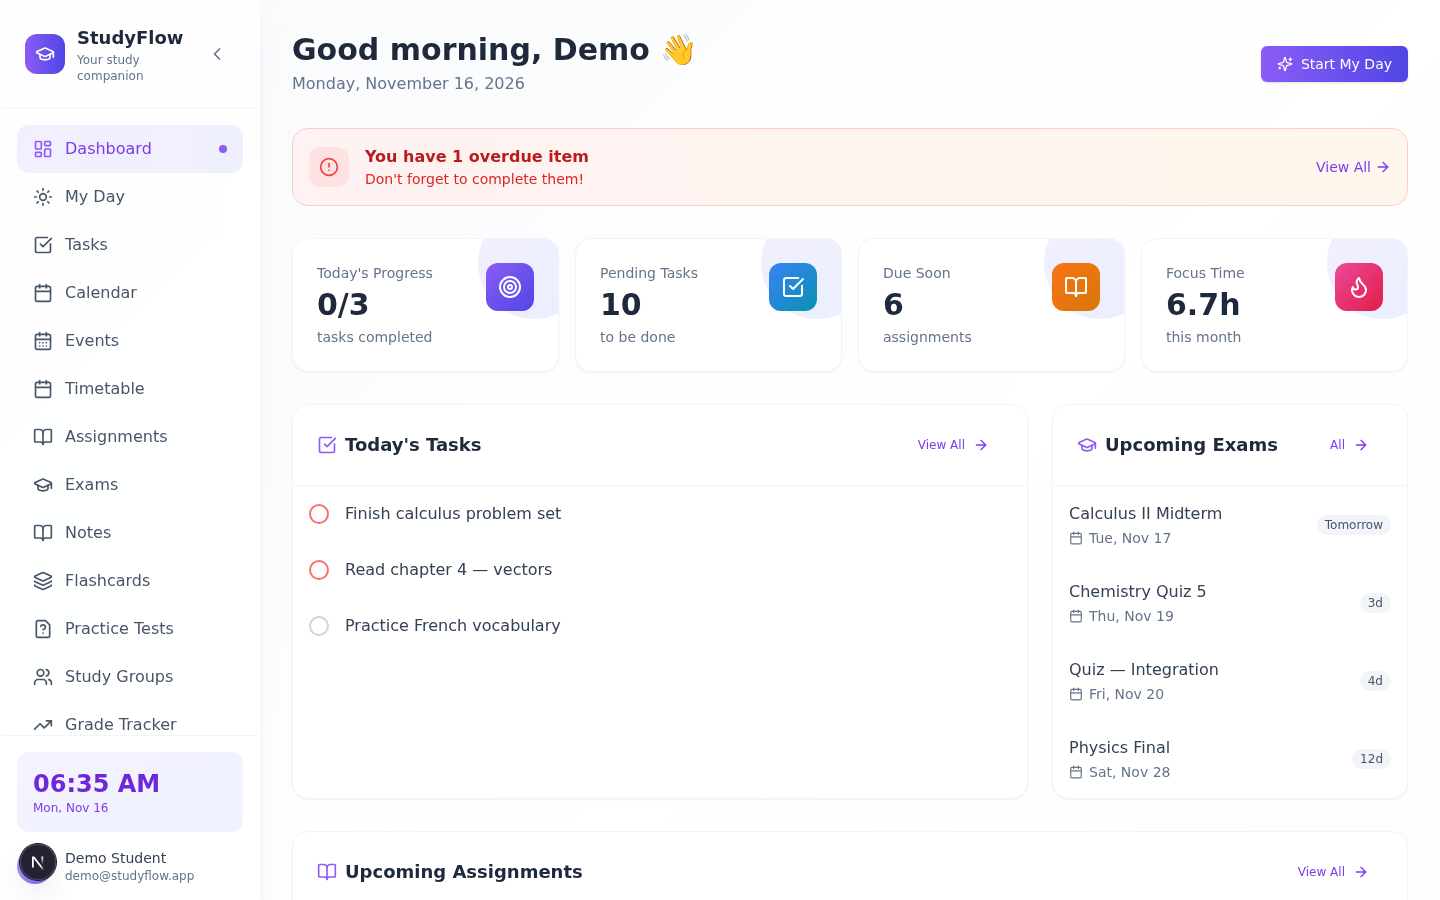 StudyFlow
Your study
companion
Dashboard
My Day
Tasks
Calendar
Events
Timetable
Assignments
Exams
Notes
Flashcards
Practice Tests
Study Groups
Grade Tracker
06:35 AM
Mon, Nov 16
N
Demo Student
demo@studyflow.app
Good morning, Demo 👋
Monday, November 16, 2026
Start My Day
You have 1 overdue item
Don't forget to complete them!
View All
Today's Progress
0/3
tasks completed
Pending Tasks
10
to be done
Due Soon
6
assignments
Focus Time
6.7h
this month
Today's Tasks
View All
Finish calculus problem set
Read chapter 4 — vectors
Practice French vocabulary
Upcoming Exams
All
Calculus II Midterm
Tue, Nov 17
Tomorrow
Chemistry Quiz 5
Thu, Nov 19
3d
Quiz — Integration
Fri, Nov 20
4d
Physics Final
Sat, Nov 28
12d
Upcoming Assignments
View All